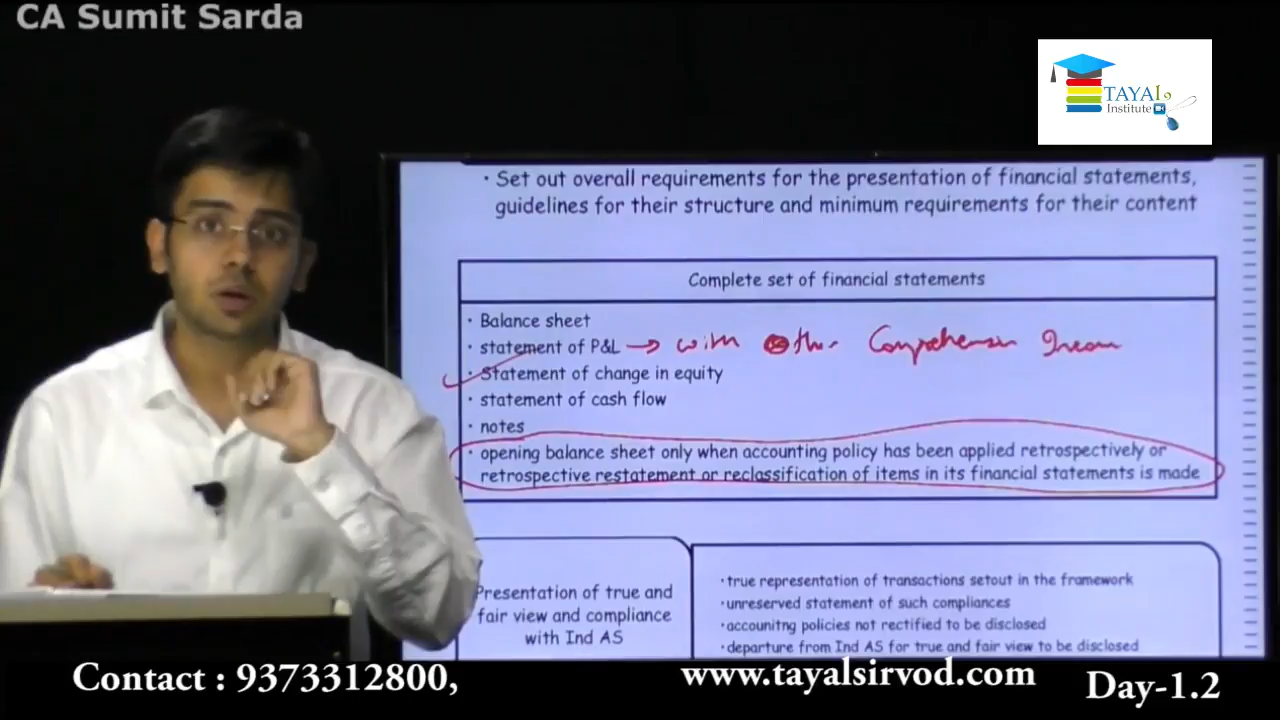 CA Sumit Sarda
TAYAL's
Institute
• Set out overall requirements for the presentation of financial statements,
guidelines for their structure and minimum requirements for their content
Complete set of financial statements
• Balance sheet
• statement of P&L → with Other Comprehensive Income
• Statement of change in equity
• statement of cash flow
• notes
• opening balance sheet only when accounting policy has been applied retrospectively or
retrospective restatement or reclassification of items in its financial statements is made
Presentation of true and
fair view and compliance
with Ind AS
• true representation of transactions setout in the framework
• unreserved statement of such compliances
• accounitng policies not rectified to be disclosed
• departure from Ind AS for true and fair view to be disclosed
Contact : 9373312800,
www.tayalsirvod.com
Day-1.2